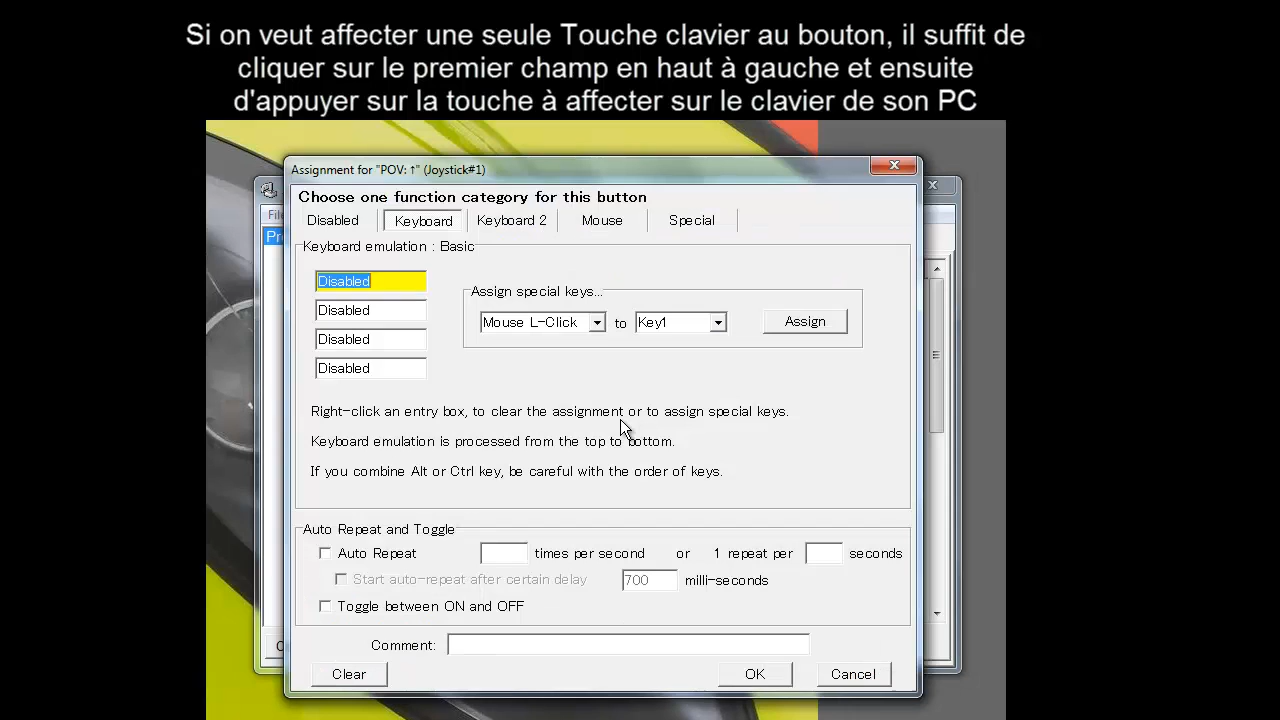 Si on veut affecter une seule Touche clavier au bouton, il suffit de
cliquer sur le premier champ en haut à gauche et ensuite
d'appuyer sur la touche à affecter sur le clavier de son PC
Assignment for "POV: ↑" (Joystick#1)
Choose one function category for this button
Disabled Keyboard Keyboard 2 Mouse Special
Keyboard emulation : Basic
Disabled
Assign special keys...
Disabled
Mouse L-Click to Key1 Assign
Disabled
Disabled
Right-click an entry box, to clear the assignment or to assign special keys.
Keyboard emulation is processed from the top to bottom.
If you combine Alt or Ctrl key, be careful with the order of keys.
Auto Repeat and Toggle
Auto Repeat times per second or 1 repeat per seconds
Start auto-repeat after certain delay 700 milli-seconds
Toggle between ON and OFF
Comment:
Clear OK Cancel